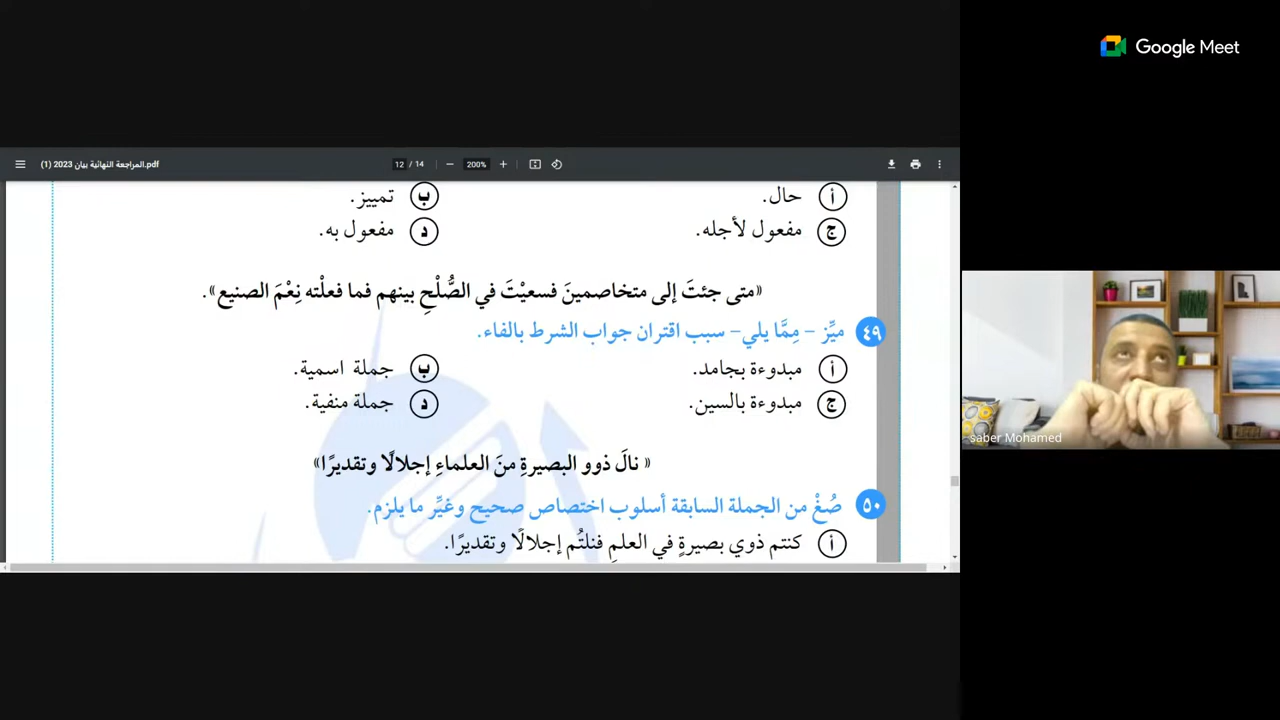 Google Meet
المراجعة النهائية بيان 2023 (1).pdf
12 / 14
200%
أ حال.
ب تمييز.
ج مفعول لأجله.
د مفعول به.
«متى جئتَ إلى متخاصمينَ فسعيْتَ في الصُّلْحِ بينهم فما فعلْته نِعْمَ الصنيع».
٤٩ ميِّز – مِمَّا يلي– سبب اقتران جواب الشرط بالفاء.
أ مبدوءة بجامد.
ب جملة اسمية.
ج مبدوءة بالسين.
د جملة منفية.
« نالَ ذوو البصيرةِ منَ العلماءِ إجلالًا وتقديرًا»
٥٠ صُغْ من الجملة السابقة أسلوب اختصاص صحيح وغيِّر ما يلزم.
أ كنتم ذوي بصيرةٍ في العلمِ فنلتُم إجلالًا وتقديرًا.
saber Mohamed